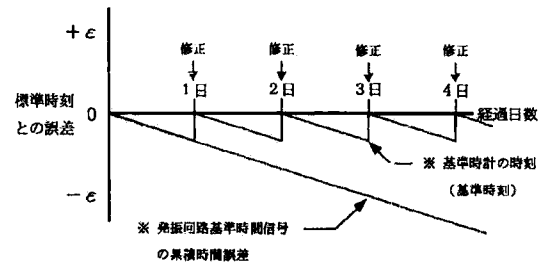 +ε
修正 修正 修正 修正
1日 2日 3日 4日
標準時刻
との誤差
0
経過日数
※ 基準時計の時刻
(基準時刻)
-ε
※ 発振回路基準時間信号
の累積時間誤差